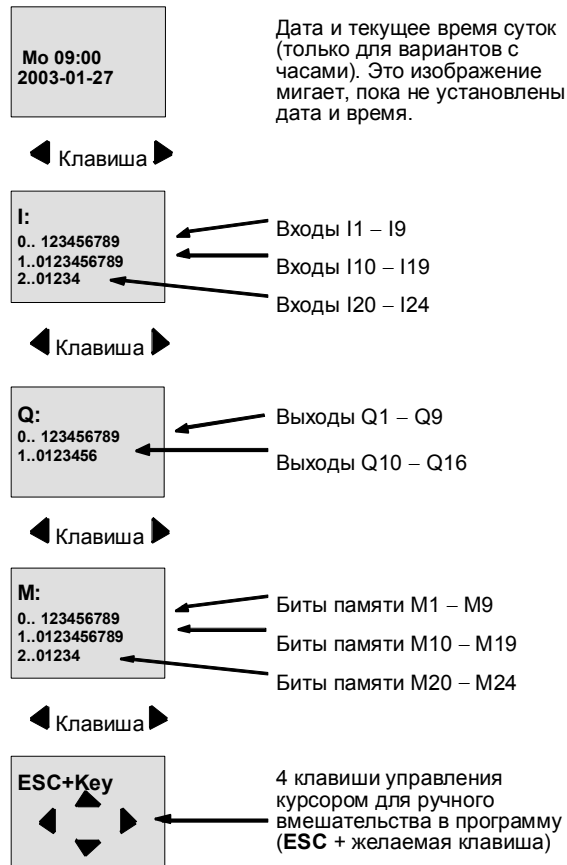 Mo 09:00
2003-01-27
Дата и текущее время суток
(только для вариантов с
часами). Это изображение
мигает, пока не установлены
дата и время.
Клавиша
I:
0.. 123456789
1..0123456789
2..01234
Входы I1 – I9
Входы I10 – I19
Входы I20 – I24
Клавиша
Q:
0.. 123456789
1..0123456
Выходы Q1 – Q9
Выходы Q10 – Q16
Клавиша
M:
0.. 123456789
1..0123456789
2..01234
Биты памяти M1 – M9
Биты памяти M10 – M19
Биты памяти M20 – M24
Клавиша
ESC+Key
4 клавиши управления
курсором для ручного
вмешательства в программу
(ESC + желаемая клавиша)